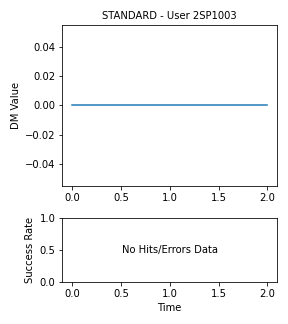 STANDARD - User 2SP1003
DM Value
0.04
0.02
0.00
−0.02
−0.04
0.0 0.5 1.0 1.5 2.0
Success Rate
1.0
0.5
0.0
No Hits/Errors Data
0.0 0.5 1.0 1.5 2.0
Time